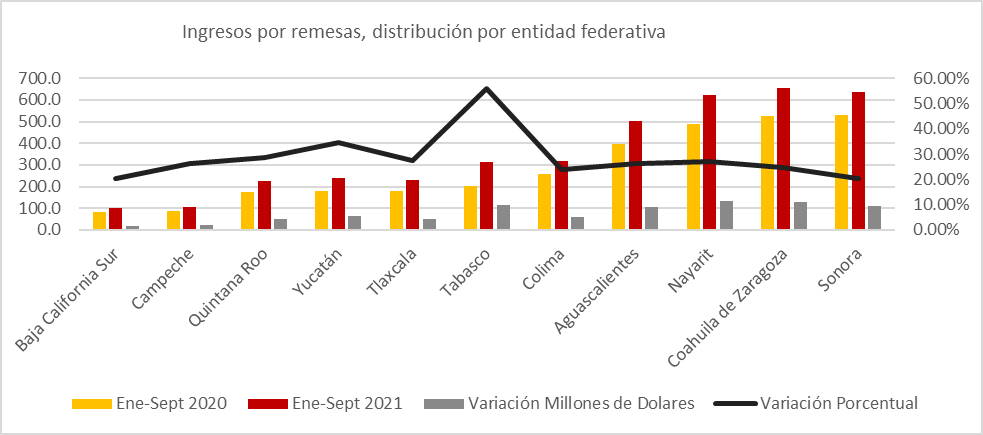 Ingresos por remesas, distribución por entidad federativa
700.0
600.0
500.0
400.0
300.0
200.0
100.0
0.0
60.00%
50.00%
40.00%
30.00%
20.00%
10.00%
0.00%
Baja California Sur
Campeche
Quintana Roo
Yucatán
Tlaxcala
Tabasco
Colima
Aguascalientes
Nayarit
Coahuila de Zaragoza
Sonora
Ene-Sept 2020
Ene-Sept 2021
Variación Millones de Dolares
Variación Porcentual